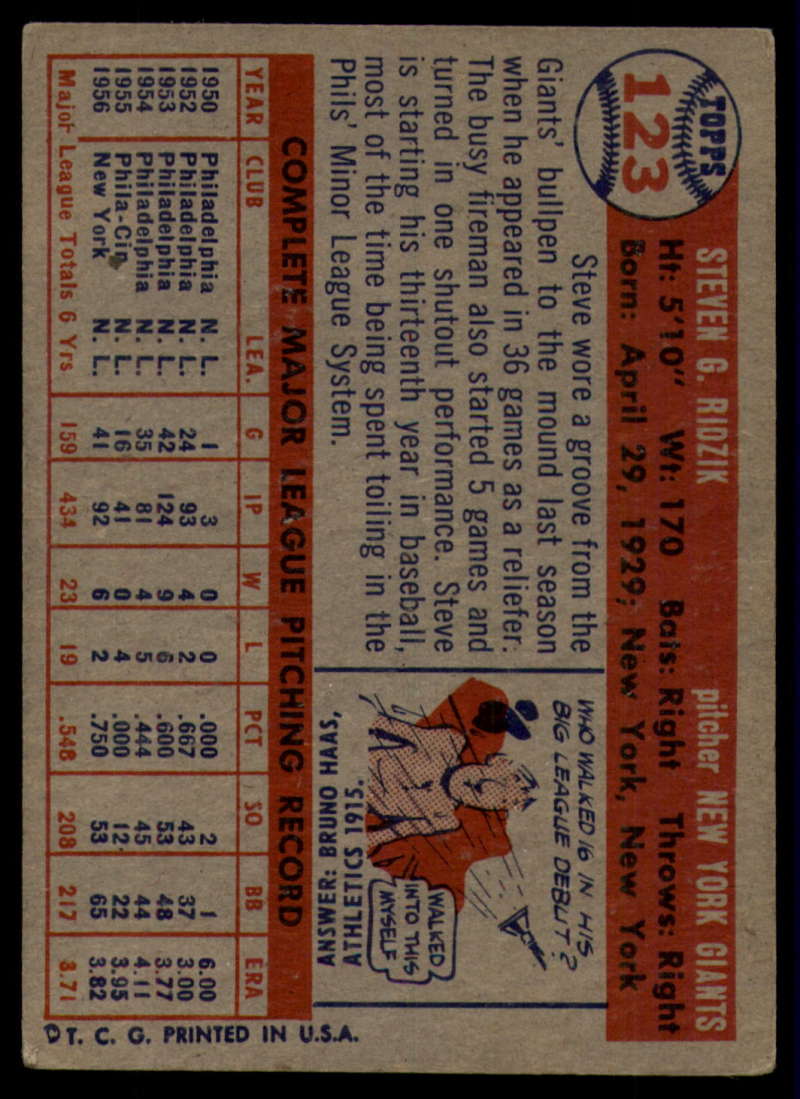 TOPPS
123
STEVEN G. RIDZIK pitcher NEW YORK GIANTS
Ht: 5'10" Wt: 170 Bats: Right Throws: Right
Born: April 29, 1929; New York, New York
Steve wore a groove from the
Giants' bullpen to the mound last season
when he appeared in 36 games as a reliefer.
The busy fireman also started 5 games and
turned in one shutout performance. Steve
is starting his thirteenth year in baseball,
most of the time being spent toiling in the
Phils' Minor League System.
WHO WALKED 16 IN HIS
BIG LEAGUE DEBUT?
WALKED
INTO THIS
MYSELF
ANSWER: BRUNO HAAS,
ATHLETICS 1915.
COMPLETE MAJOR LEAGUE PITCHING RECORD
YEAR CLUB LEA. G IP W L PCT SO BB ERA
1950 Philadelphia N. L. 1 3 0 0 .000 2 1 6.00
1952 Philadelphia N. L. 24 93 4 2 .667 43 37 3.00
1953 Philadelphia N. L. 42 124 9 6 .600 53 48 3.77
1954 Philadelphia N. L. 35 81 4 5 .444 45 44 4.11
1955 Phila-Cin N. L. 16 41 0 4 .000 12 22 3.95
1956 New York N. L. 41 92 6 2 .750 53 65 3.82
Major League Totals 6 Yrs 159 434 23 19 .548 208 217 3.71
©T. C. G. PRINTED IN U.S.A.